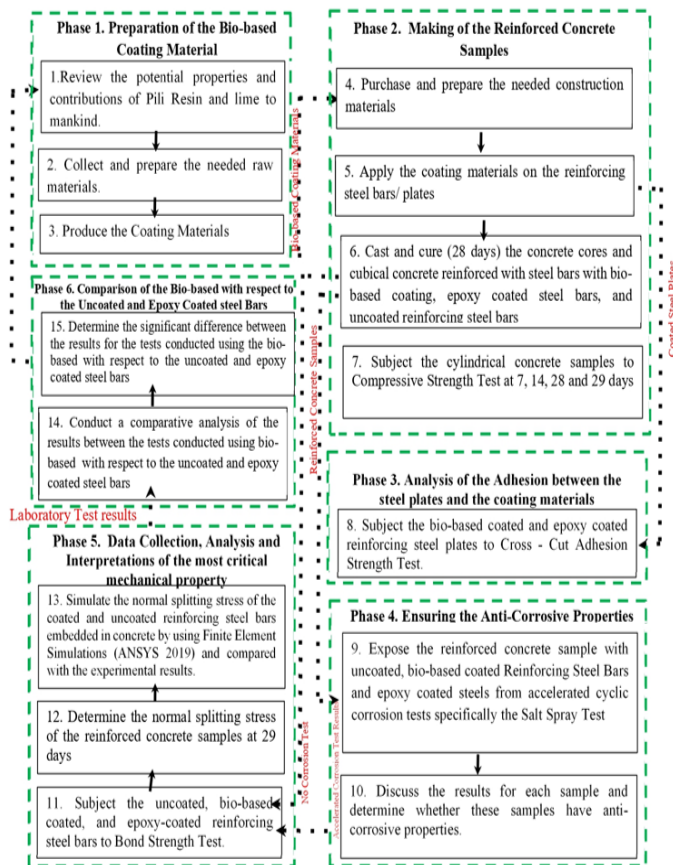 Phase 1. Preparation of the Bio-based
Coating Material
1.Review the potential properties and
contributions of Pili Resin and lime to
mankind.
2. Collect and prepare the needed raw
materials.
3. Produce the Coating Materials
Bio-based Coating Materials
Phase 2. Making of the Reinforced Concrete
Samples
4. Purchase and prepare the needed construction
materials
5. Apply the coating materials on the reinforcing
steel bars/ plates
6. Cast and cure (28 days) the concrete cores and
cubical concrete reinforced with steel bars with bio-
based coating, epoxy coated steel bars, and
uncoated reinforcing steel bars
7. Subject the cylindrical concrete samples to
Compressive Strength Test at 7, 14, 28 and 29 days
Coated Steel Plates
Reinforced Concrete Samples
Phase 3. Analysis of the Adhesion between the
steel plates and the coating materials
8. Subject the bio-based coated and epoxy coated
reinforcing steel plates to Cross - Cut Adhesion
Strength Test.
Phase 4. Ensuring the Anti-Corrosive Properties
9. Expose the reinforced concrete sample with
uncoated, bio-based coated Reinforcing Steel Bars
and epoxy coated steels from accelerated cyclic
corrosion tests specifically the Salt Spray Test
10. Discuss the results for each sample and
determine whether these samples have anti-
corrosive properties.
Accelerated Corrosion Test Results
No Corrosion Test
Phase 6. Comparison of the Bio-based with respect to
the Uncoated and Epoxy Coated steel Bars
15. Determine the significant difference between
the results for the tests conducted using the bio-
based with respect to the uncoated and epoxy
coated steel bars
14. Conduct a comparative analysis of the
results between the tests conducted using bio-
based with respect to the uncoated and epoxy
coated steel bars
Laboratory Test results
Phase 5. Data Collection, Analysis and
Interpretations of the most critical
mechanical property
13. Simulate the normal splitting stress of the
coated and uncoated reinforcing steel bars
embedded in concrete by using Finite Element
Simulations (ANSYS 2019) and compared
with the experimental results.
12. Determine the normal splitting stress
of the reinforced concrete samples at 29
days
11. Subject the uncoated, bio-based
coated, and epoxy-coated reinforcing
steel bars to Bond Strength Test.